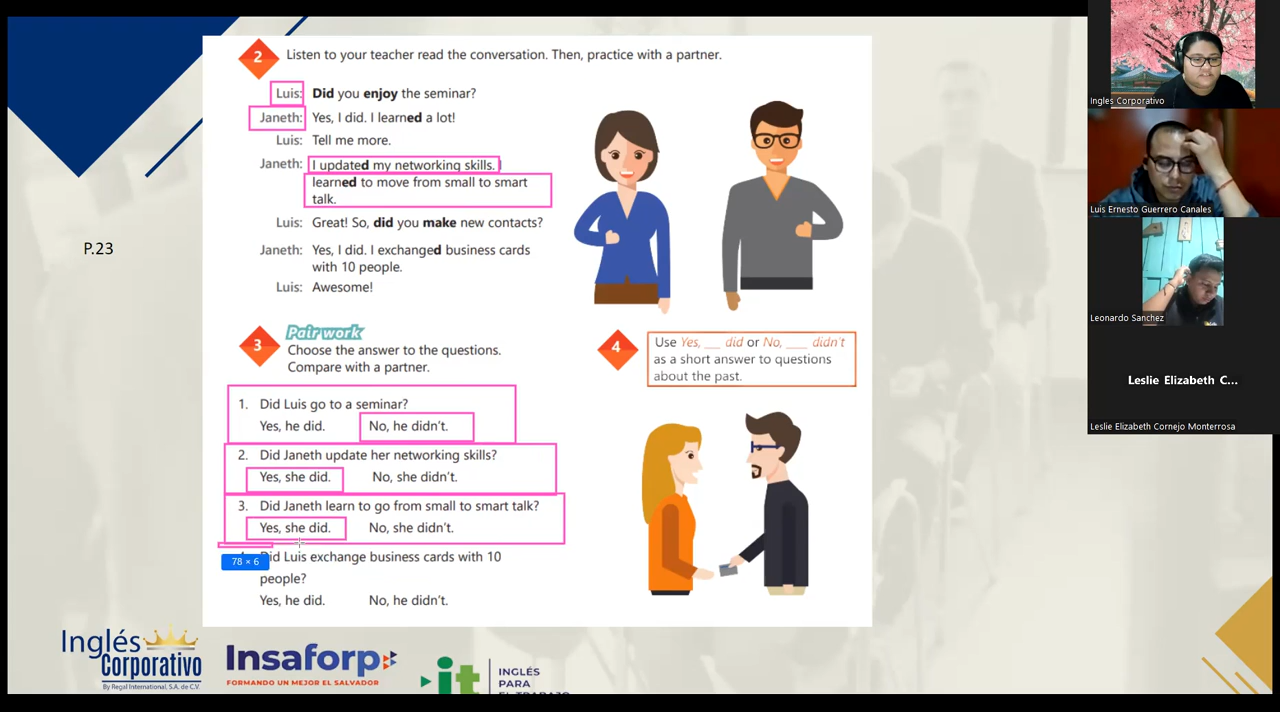 2 Listen to your teacher read the conversation. Then, practice with a partner.
Luis: Did you enjoy the seminar?
Janeth: Yes, I did. I learned a lot!
Luis: Tell me more.
Janeth: I updated my networking skills. I
learned to move from small to smart
talk.
Luis: Great! So, did you make new contacts?
Janeth: Yes, I did. I exchanged business cards
with 10 people.
Luis: Awesome!
P.23
3 Pair work
Choose the answer to the questions.
Compare with a partner.
1. Did Luis go to a seminar?
Yes, he did. No, he didn't.
2. Did Janeth update her networking skills?
Yes, she did. No, she didn't.
3. Did Janeth learn to go from small to smart talk?
Yes, she did. No, she didn't.
78 × 6
4. Did Luis exchange business cards with 10
people?
Yes, he did. No, he didn't.
4 Use Yes, ___ did or No, ___ didn't
as a short answer to questions
about the past.
Inglés
Corporativo
By Regal International, S.A. de C.V.
Insaforp
FORMANDO UN MEJOR EL SALVADOR
it
INGLÉS
PARA
EL TRABAJO
Ingles Corporativo
Luis Ernesto Guerrero Canales
Leonardo Sanchez
Leslie Elizabeth C...
Leslie Elizabeth Cornejo Monterrosa